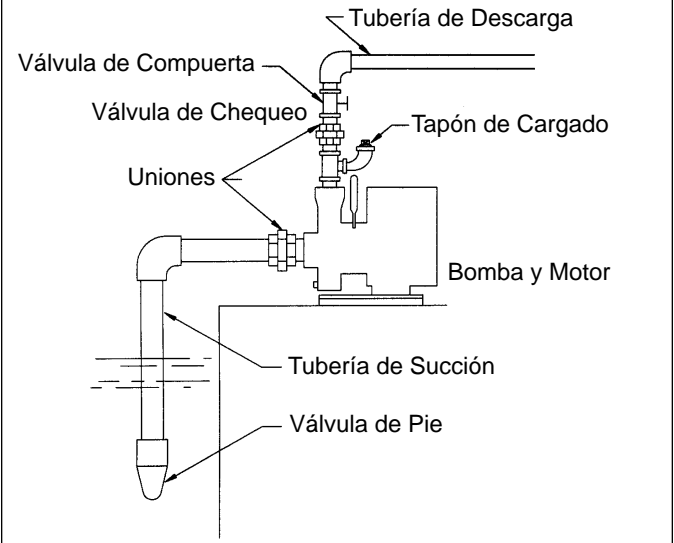 Tubería de Descarga
Válvula de Compuerta
Válvula de Chequeo
Tapón de Cargado
Uniones
Bomba y Motor
Tubería de Succión
Válvula de Pie